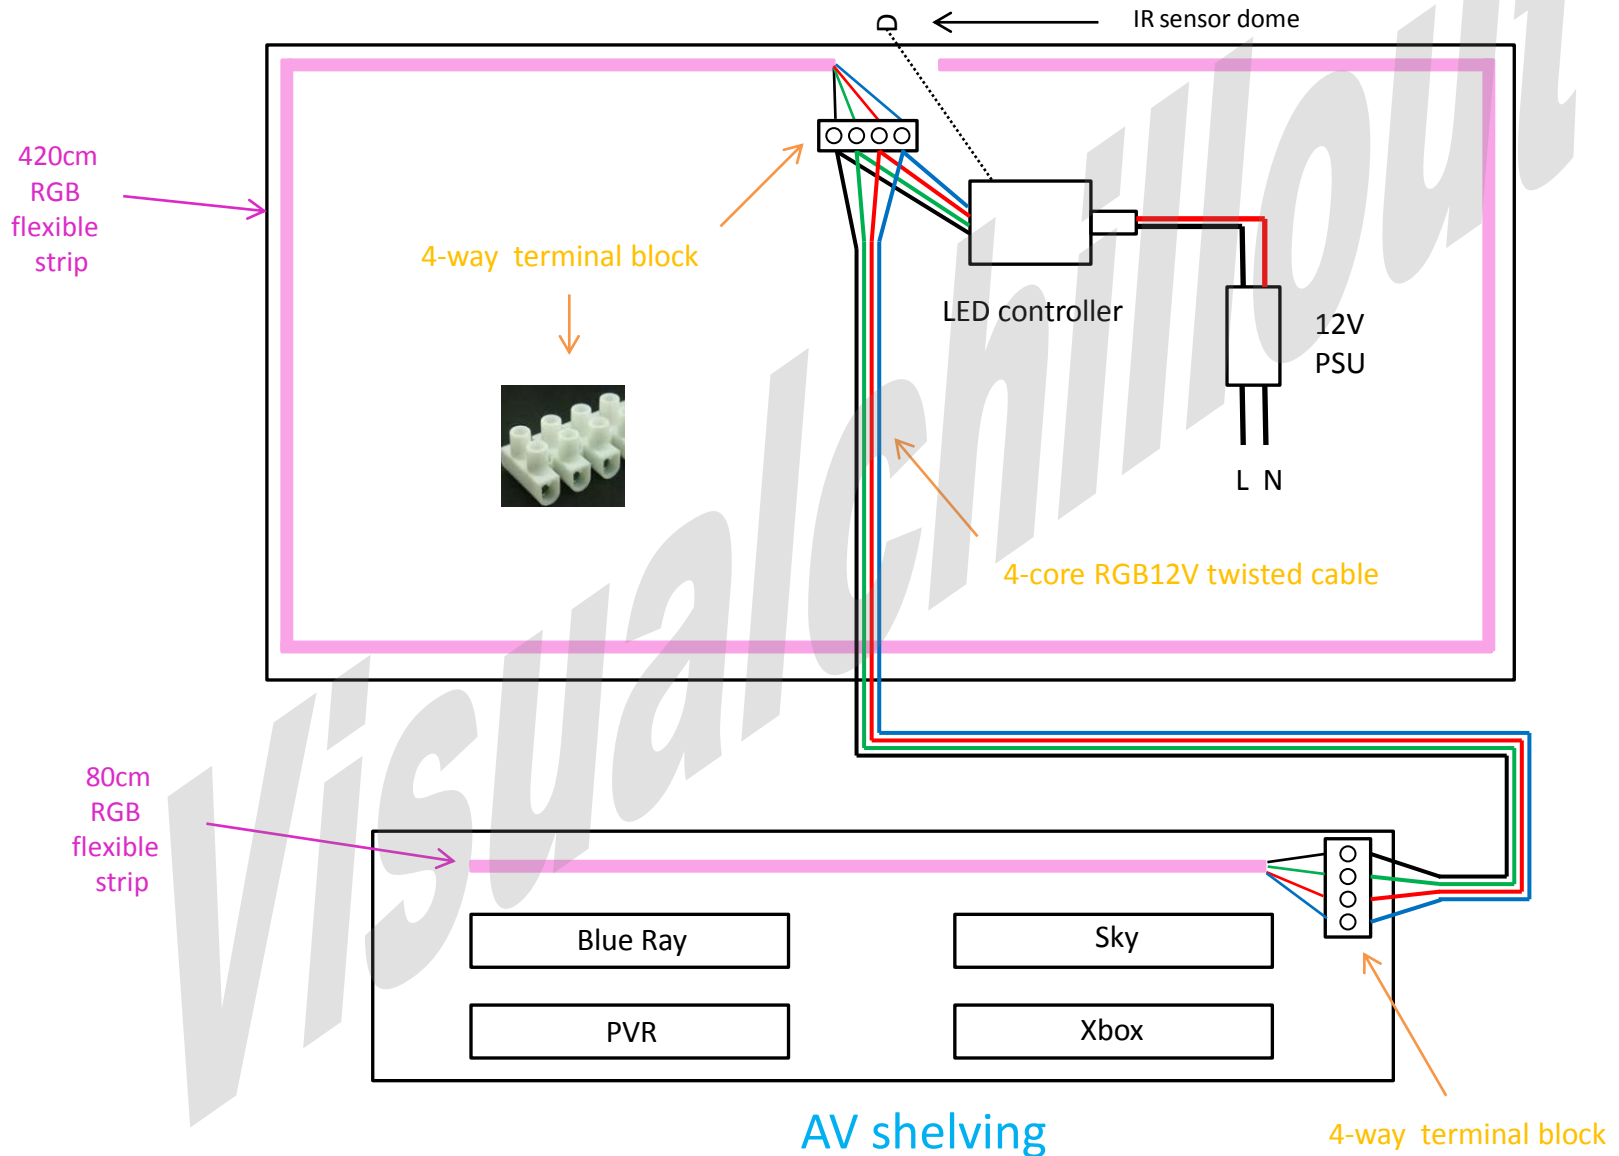 IR sensor dome
D
420cm
RGB
flexible
strip
4-way  terminal block
LED controller
12V
PSU
L  N
4-core RGB12V twisted cable
80cm
RGB
flexible
strip
Blue Ray
Sky
PVR
Xbox
AV shelving
4-way  terminal block
Visualchillout